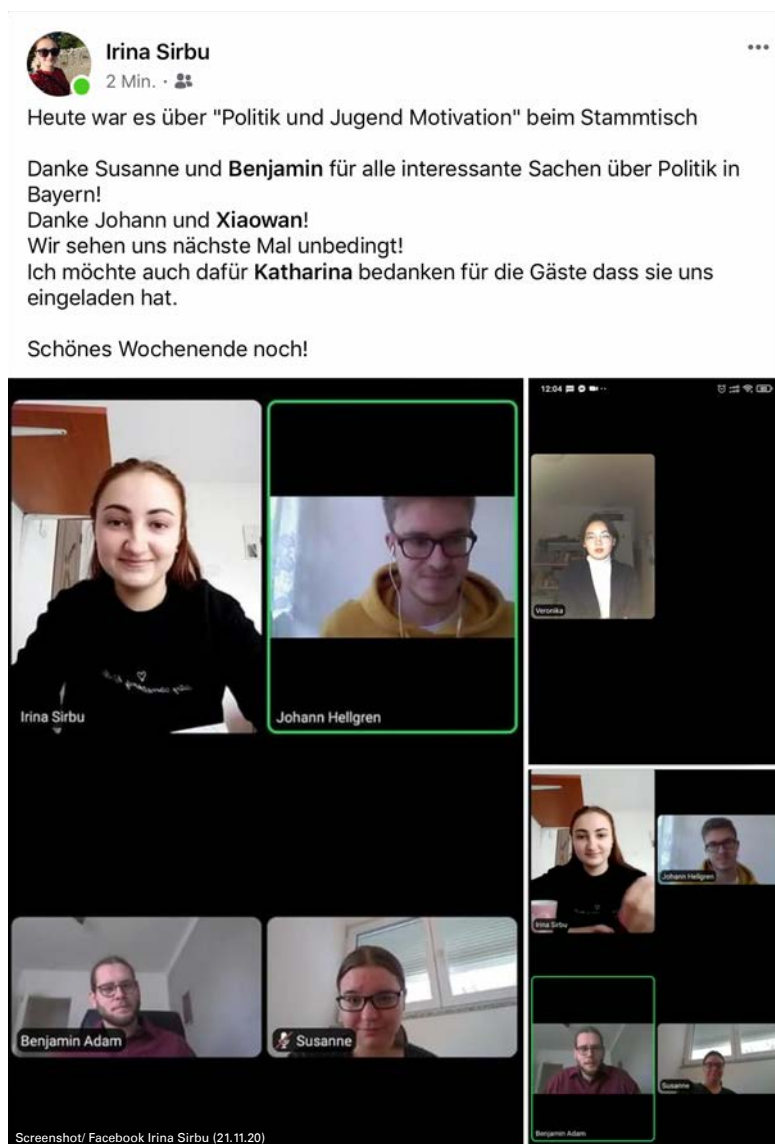 Irina Sirbu
2 Min.
Heute war es über "Politik und Jugend Motivation" beim Stammtisch
Danke Susanne und Benjamin für alle interessante Sachen über Politik in
Bayern!
Danke Johann und Xiaowan!
Wir sehen uns nächste Mal unbedingt!
Ich möchte auch dafür Katharina bedanken für die Gäste dass sie uns
eingeladen hat.
Schönes Wochenende noch!
Irina Sirbu
Johann Hellgren
Benjamin Adam
Susanne
12:04
Veronika
Irina Sirbu
Johann Hellgren
Benjamin Adam
Susanne
Screenshot/ Facebook Irina Sirbu (21.11.20)